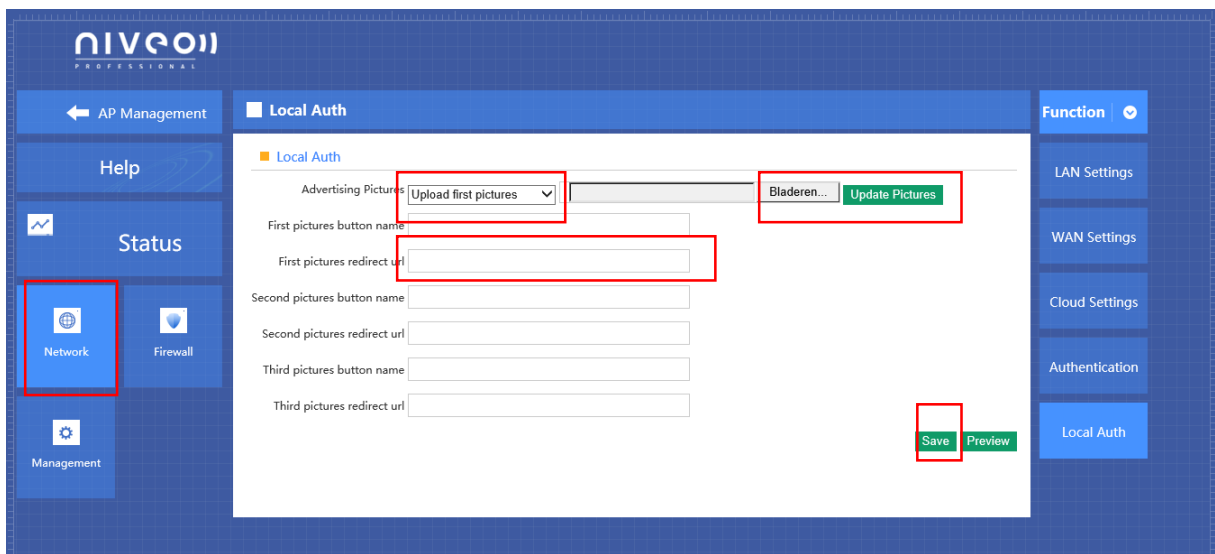 niveo
PROFESSIONAL
AP Management
Local Auth
Function
Help
Local Auth
LAN Settings
Advertising Pictures Upload first pictures Bladeren... Update Pictures
First pictures button name
Status
WAN Settings
First pictures redirect url
Second pictures button name
Cloud Settings
Second pictures redirect url
Network
Firewall
Third pictures button name
Authentication
Third pictures redirect url
Local Auth
Save Preview
Management